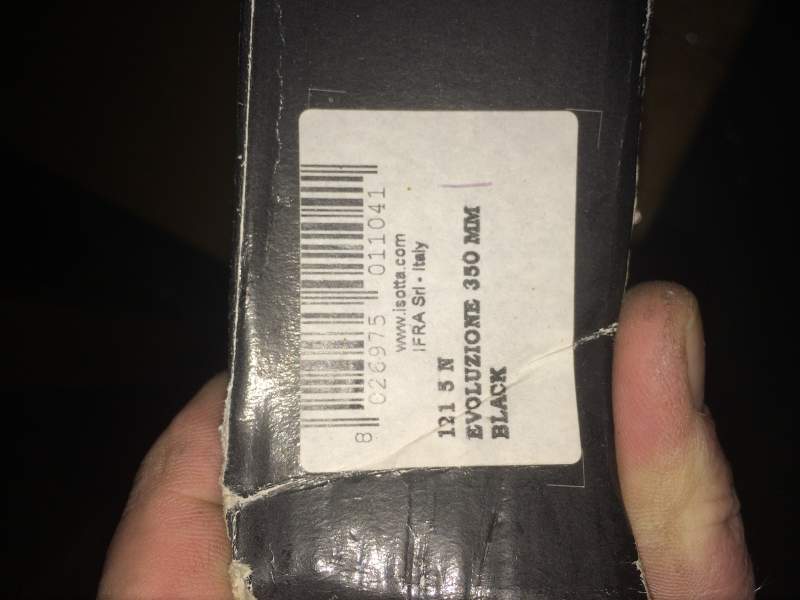 8 026975 011041
www.isotta.com
IFRA Srl - Italy
121 5 N
EVOLUZIONE 350 MM
BLACK